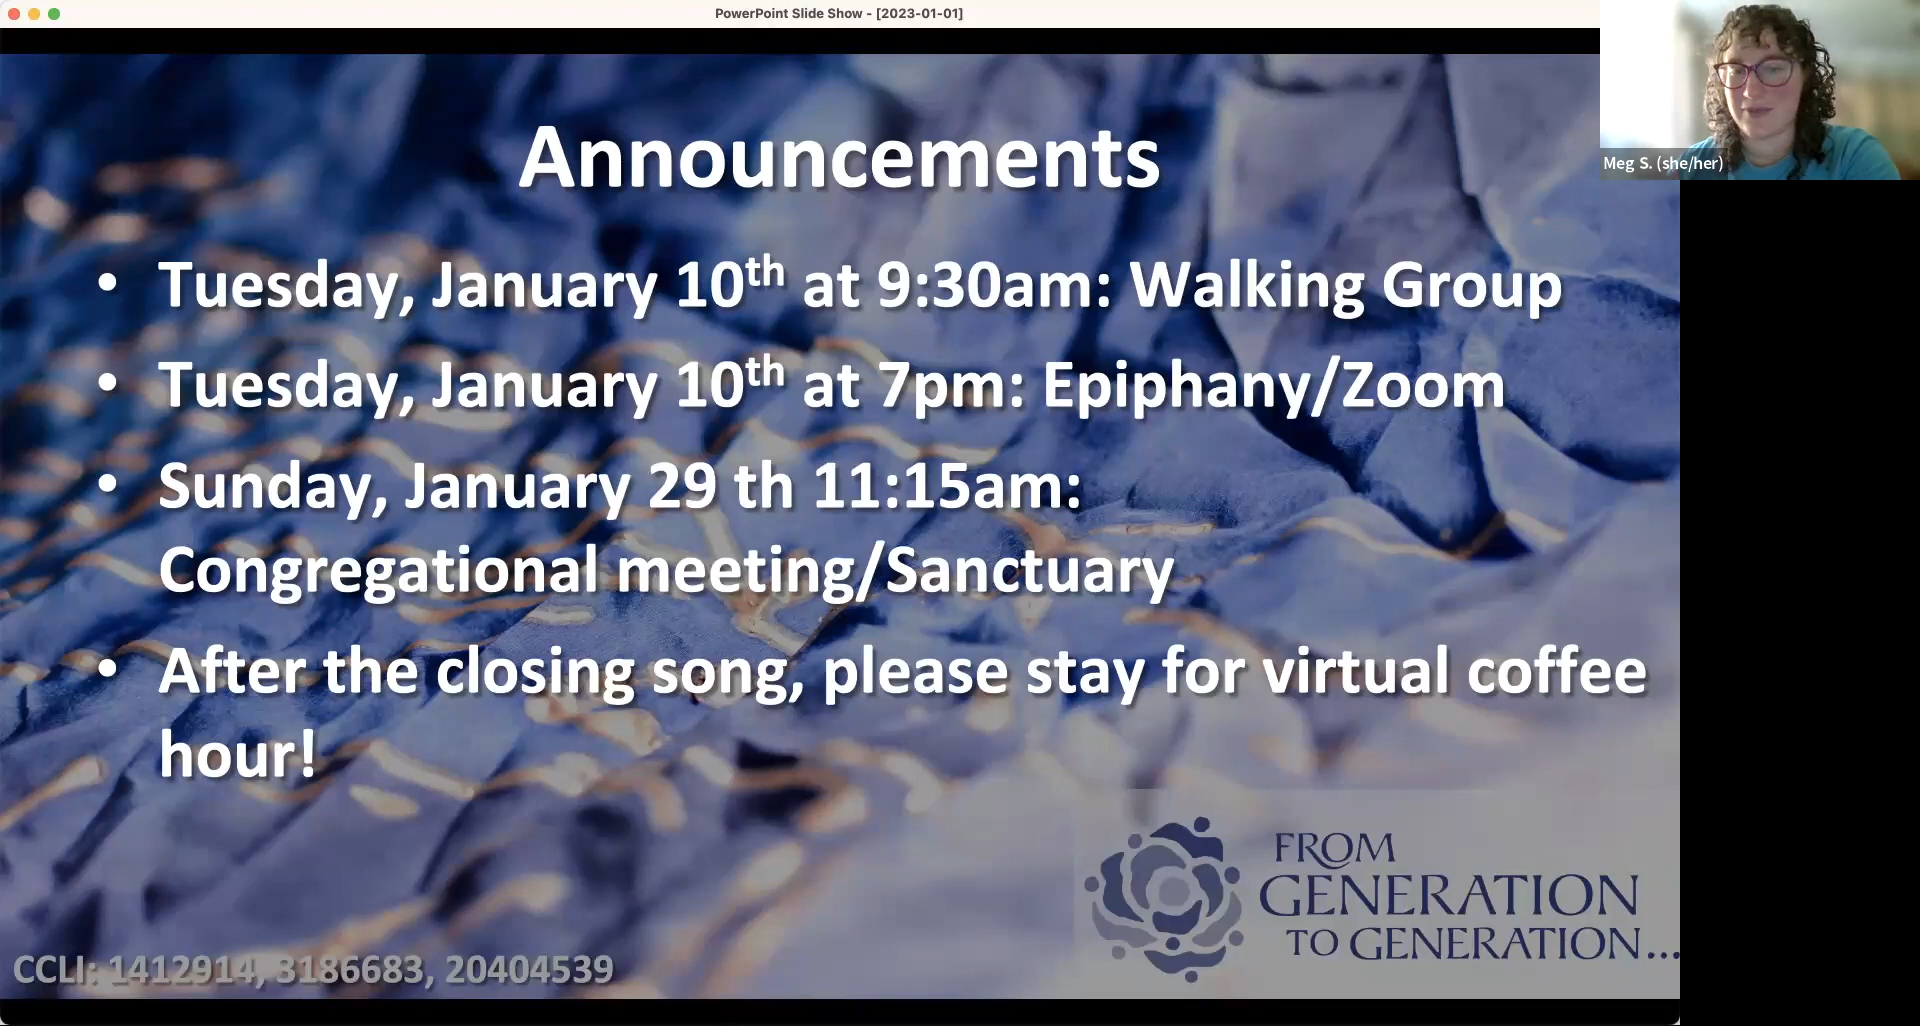 PowerPoint Slide Show - [2023-01-01]
Meg S. (she/her)
Announcements
• Tuesday, January 10th at 9:30am: Walking Group
• Tuesday, January 10th at 7pm: Epiphany/Zoom
• Sunday, January 29 th 11:15am:
Congregational meeting/Sanctuary
• After the closing song, please stay for virtual coffee
hour!
FROM
GENERATION
TO GENERATION...
CCLI: 1412914, 3186683, 20404539